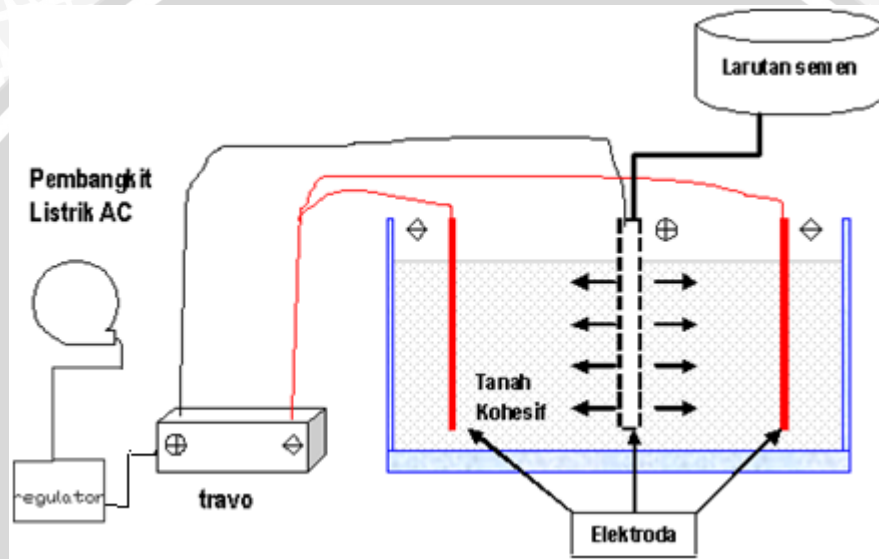 Larutan semen
Pembangkit
Listrik AC
Tanah
Kohesif
regulator
travo
Elektroda